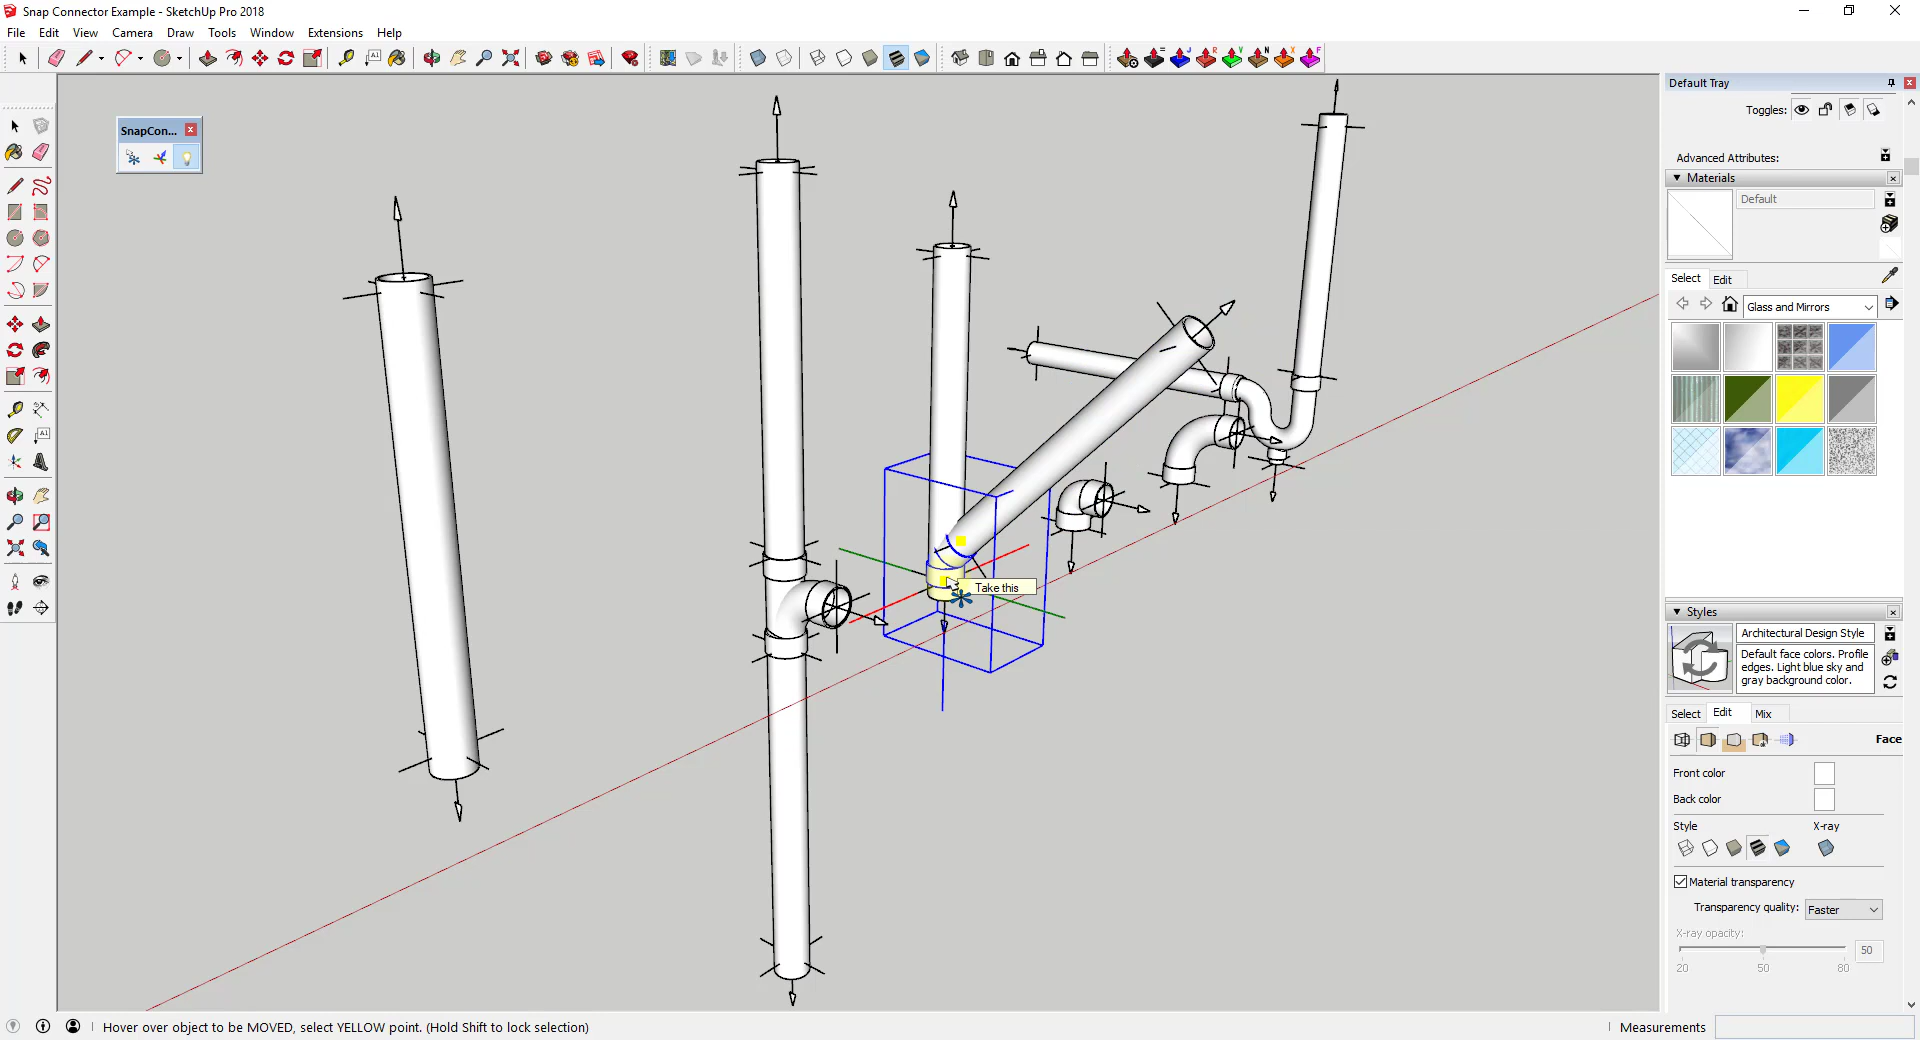 Snap Connector Example - SketchUp Pro 2018
File Edit View Camera Draw Tools Window Extensions Help
Default Tray
Toggles:
Advanced Attributes:
Materials
Default
SnapCon...
Select Edit
Glass and Mirrors
Take this
Styles
Architectural Design Style
Default face colors. Profile
edges. Light blue sky and
gray background color.
Select Edit Mix
Face
Front color
Back color
Style X-ray
Material transparency
Transparency quality: Faster
X-ray opacity:
50
20 50 80
Hover over object to be MOVED, select YELLOW point. (Hold Shift to lock selection)
Measurements